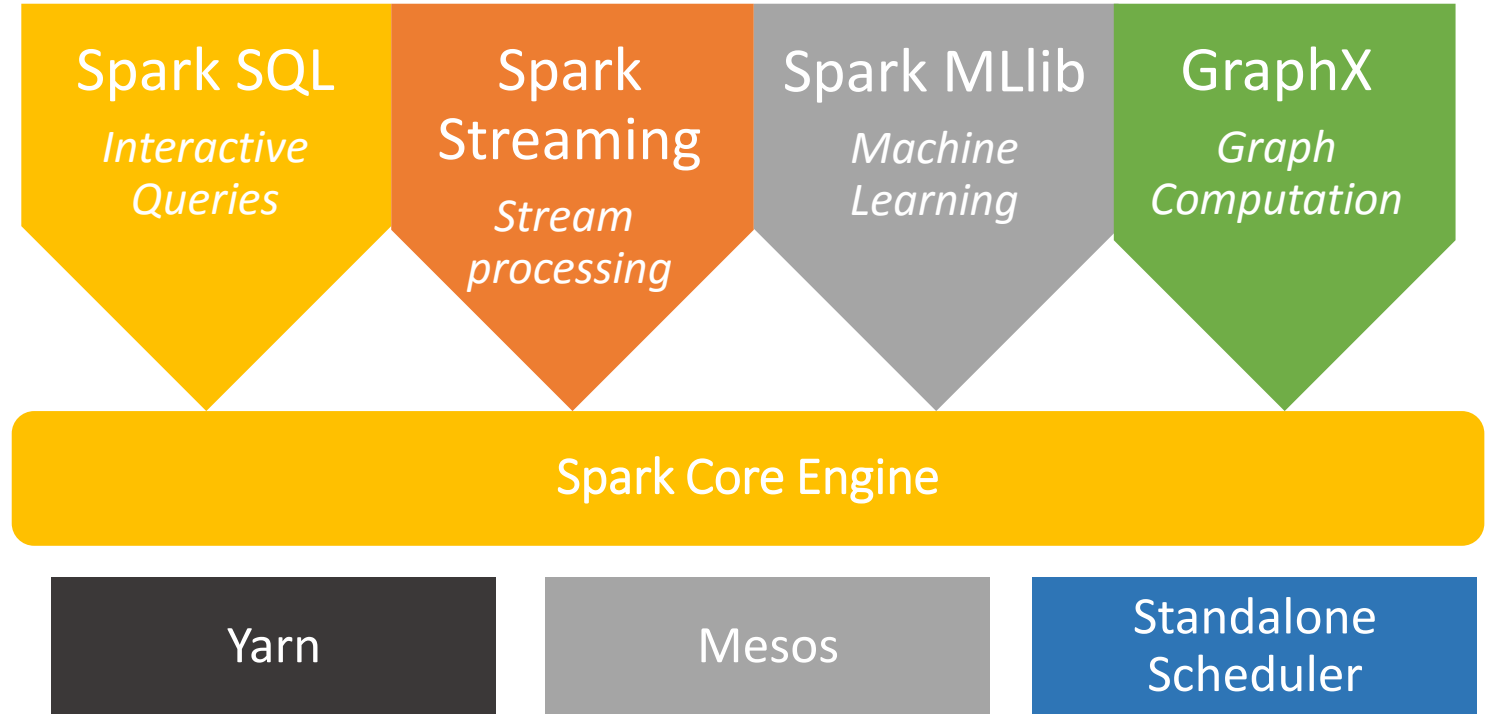 Spark SQL
Interactive
Queries
Spark
Streaming
Stream
processing
Spark MLlib
Machine
Learning
GraphX
Graph
Computation
Spark Core Engine
Yarn
Mesos
Standalone
Scheduler